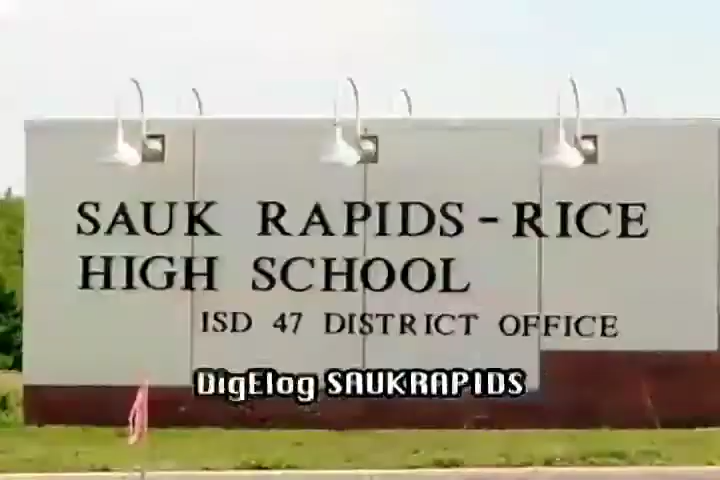 SAUK RAPIDS-RICE
HIGH SCHOOL
ISD 47 DISTRICT OFFICE
DigElog SAUKRAPIDS